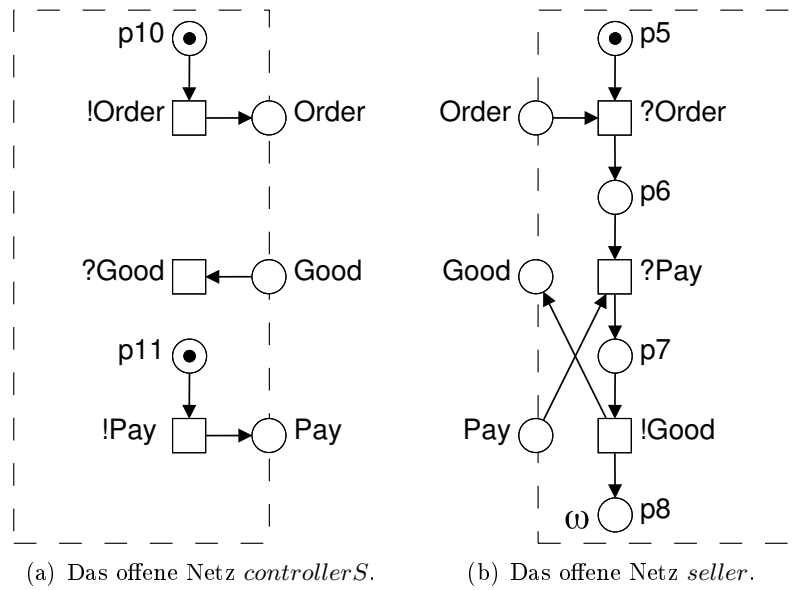 p10
!Order
Order
?Good
Good
p11
!Pay
Pay
(a) Das offene Netz controllerS.
p5
Order
?Order
p6
Good
?Pay
p7
Pay
!Good
ω
p8
(b) Das offene Netz seller.